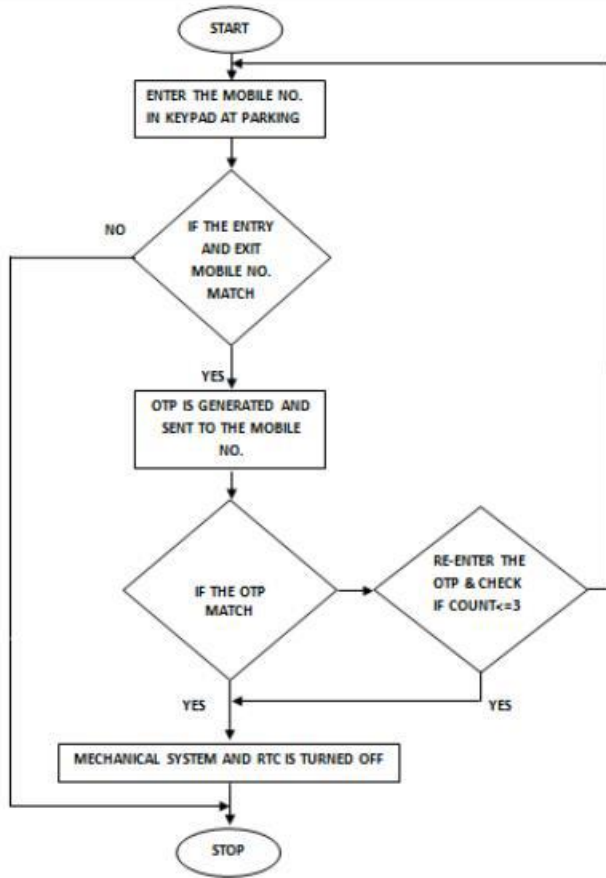 START
ENTER THE MOBILE NO.
IN KEYPAD AT PARKING
NO
IF THE ENTRY
AND EXIT
MOBILE NO.
MATCH
YES
OTP IS GENERATED AND
SENT TO THE MOBILE
NO.
IF THE OTP
MATCH
RE-ENTER THE
OTP & CHECK
IF COUNT<=3
YES
YES
MECHANICAL SYSTEM AND RTC IS TURNED OFF
STOP